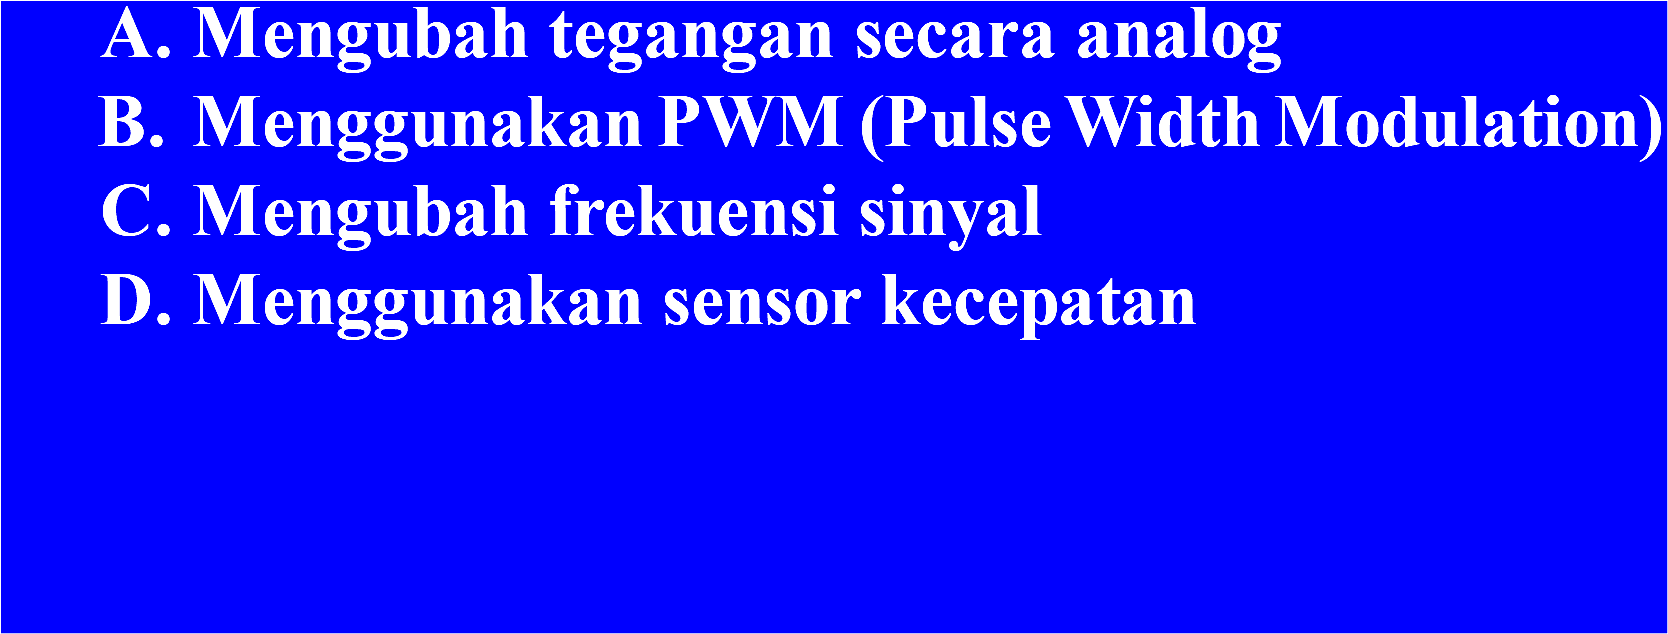 A. Mengubah tegangan secara analog
B. Menggunakan PWM (Pulse Width Modulation)
C. Mengubah frekuensi sinyal
D. Menggunakan sensor kecepatan